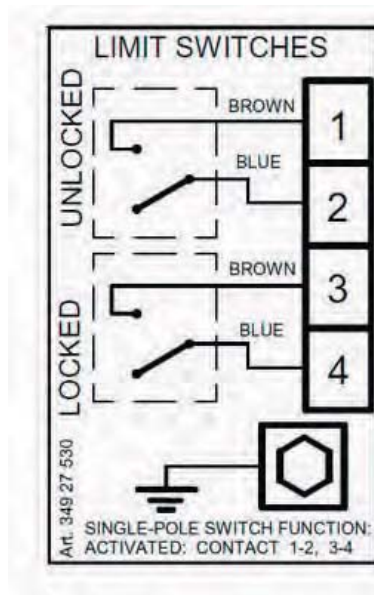 LIMIT SWITCHES
UNLOCKED
BROWN
1
BLUE
2
LOCKED
BROWN
3
BLUE
4
Art. 349 27 530
SINGLE-POLE SWITCH FUNCTION:
ACTIVATED: CONTACT 1-2, 3-4